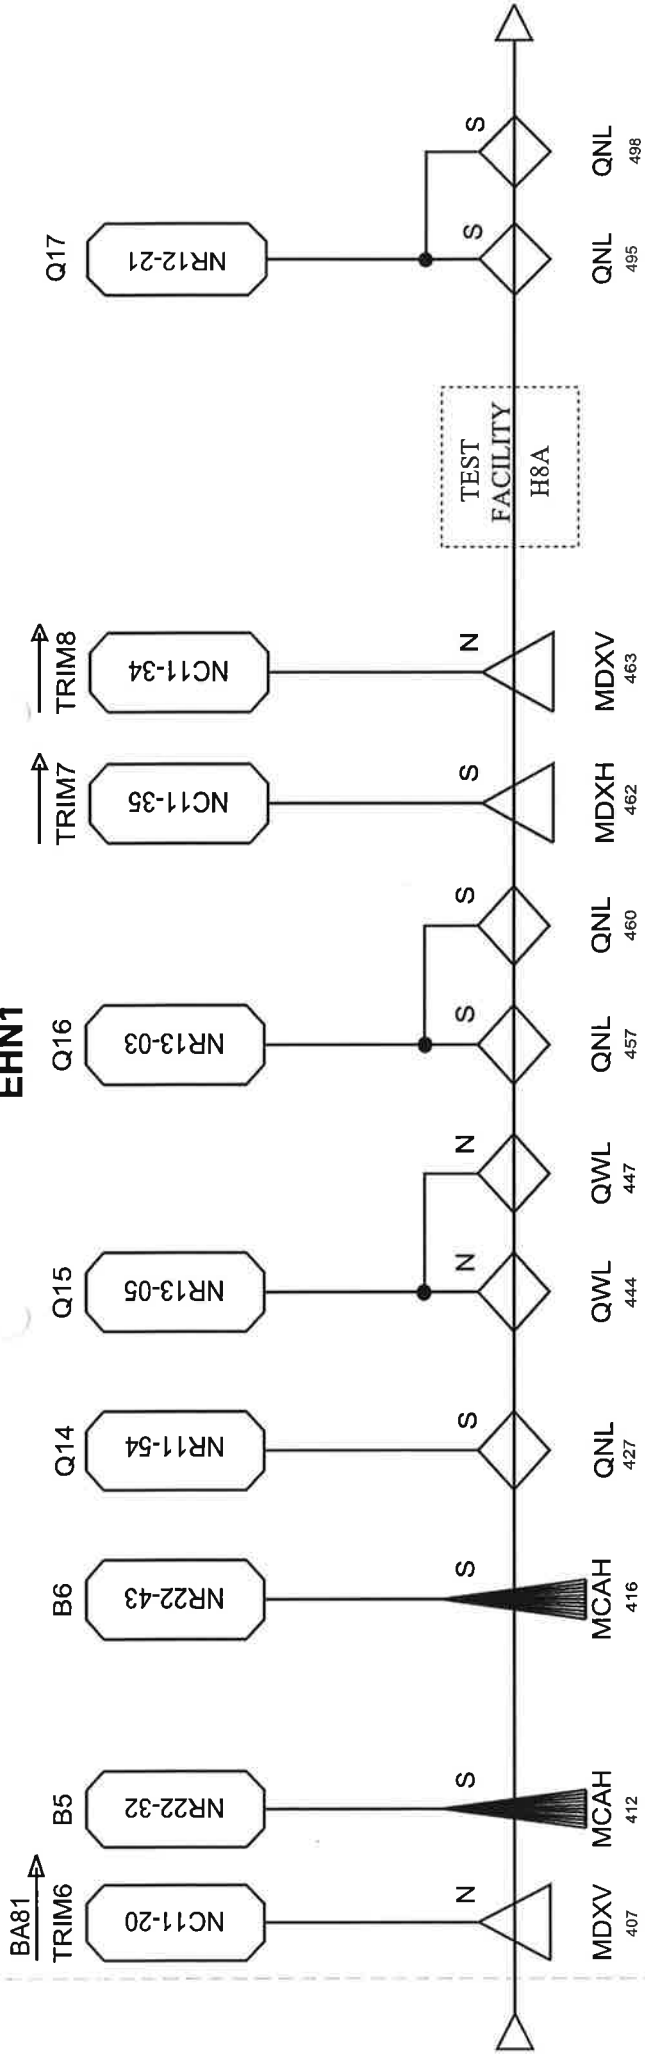 EHN1
BA81
TRIM6
NC11-20
N
MDXV
407
B5
NR22-32
S
MCAH
412
B6
NR22-43
S
MCAH
416
Q14
NR11-54
S
QNL
427
Q15
NR13-05
N
N
QWL
444
QWL
447
Q16
NR13-03
S
S
QNL
457
QNL
460
TRIM7
NC11-35
S
MDXH
462
TRIM8
NC11-34
N
MDXV
463
TEST
FACILITY
H8A
Q17
NR12-21
S
S
QNL
495
QNL
498